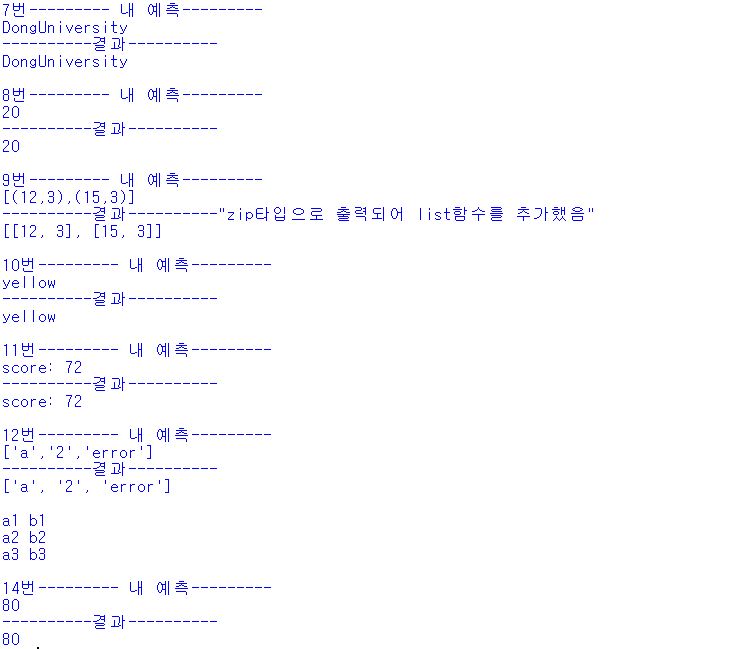 7번--------- 내 예측---------
DongUniversity
----------결과----------
DongUniversity
8번--------- 내 예측---------
20
----------결과----------
20
9번--------- 내 예측---------
[(12,3),(15,3)]
----------결과----------"zip타입으로 출력되어 list함수를 추가했음"
[[12, 3], [15, 3]]
10번--------- 내 예측---------
yellow
----------결과----------
yellow
11번--------- 내 예측---------
score: 72
----------결과----------
score: 72
12번--------- 내 예측---------
['a','2','error']
----------결과----------
['a', '2', 'error']
a1 b1
a2 b2
a3 b3
14번--------- 내 예측---------
80
----------결과----------
80